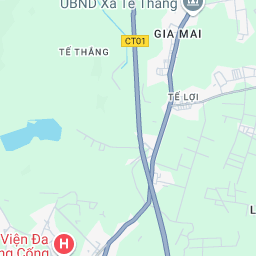 UBND Xã Tế Thắng
GIA MAI
CT01
TẾ THẮNG
TẾ LỢI
L
Viện Đa
ng Cống
H